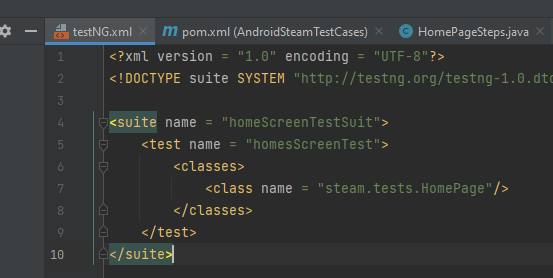 testNG.xml pom.xml (AndroidSteamTestCases) HomePageSteps.java
1 <?xml version = "1.0" encoding = "UTF-8"?>
2 <!DOCTYPE suite SYSTEM "http://testng.org/testng-1.0.dtd
3
4 <suite name = "homeScreenTestSuit">
5 <test name = "homesScreenTest">
6 <classes>
7 <class name = "steam.tests.HomePage"/>
8 </classes>
9 </test>
10 </suite>